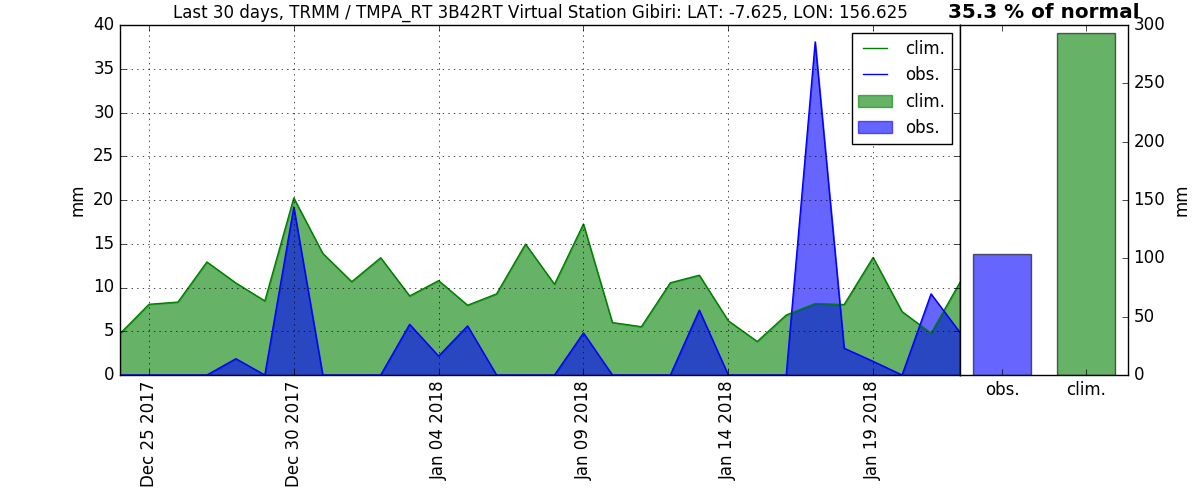 Last 30 days, TRMM / TMPA_RT 3B42RT Virtual Station Gibiri: LAT: -7.625, LON: 156.625
35.3 % of normal
40
35
30
25
20
15
10
5
0
mm
clim.
obs.
clim.
obs.
Dec 25 2017
Dec 30 2017
Jan 04 2018
Jan 09 2018
Jan 14 2018
Jan 19 2018
300
250
200
150
100
50
0
mm
obs.
clim.